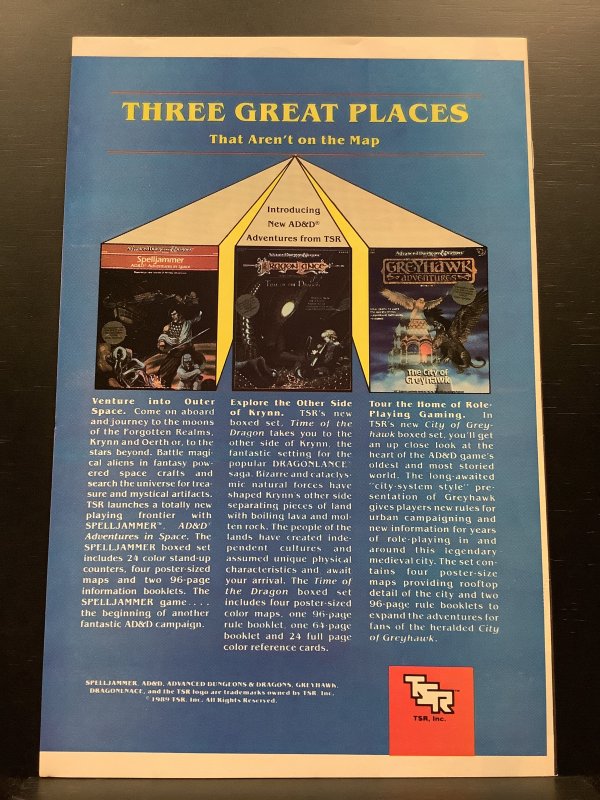 THREE GREAT PLACES
That Aren't on the Map
Introducing
New AD&D®
Adventures from TSR
Advanced Dungeons & Dragons
Spelljammer
AD&D® Adventures in Space
Advanced Dungeons & Dragons
DRAGONLANCE
TIME OF THE DRAGON
Advanced Dungeons & Dragons
GREYHAWK
ADVENTURES
The City of
Greyhawk
Venture into Outer
Space. Come on aboard
and journey to the moons
of the Forgotten Realms,
Krynn and Oerth or, to the
stars beyond. Battle magi-
cal aliens in fantasy pow-
ered space crafts and
search the universe for trea-
sure and mystical artifacts.
TSR launches a totally new
playing frontier with
SPELLJAMMER™, AD&D®
Adventures in Space. The
SPELLJAMMER boxed set
includes 24 color stand-up
counters, four poster-sized
maps and two 96-page
information booklets. The
SPELLJAMMER game....
the beginning of another
fantastic AD&D campaign.
Explore the Other Side
of Krynn. TSR's new
boxed set, Time of the
Dragon takes you to the
other side of Krynn, the
fantastic setting for the
popular DRAGONLANCE®
saga. Bizarre and cataclys-
mic natural forces have
shaped Krynn's other side
separating pieces of land
with boiling lava and mol-
ten rock. The people of the
lands have created inde-
pendent cultures and
assumed unique physical
characteristics and await
your arrival. The Time of
the Dragon boxed set
includes four poster-sized
color maps, one 96-page
rule booklet, one 64-page
booklet and 24 full page
color reference cards.
Tour the Home of Role-
Playing Gaming. In
TSR's new City of Grey-
hawk boxed set, you'll get
an up close look at the
heart of the AD&D game's
oldest and most storied
world. The long-awaited
"city-system style" pre-
sentation of Greyhawk
gives players new rules for
urban campaigning and
new information for years
of role-playing in and
around this legendary
medieval city. The set con-
tains four poster-size
maps providing rooftop
detail of the city and two
96-page rule booklets to
expand the adventures for
fans of the heralded City
of Greyhawk.
SPELLJAMMER, AD&D, ADVANCED DUNGEONS & DRAGONS, GREYHAWK,
DRAGONLNACE, and the TSR logo are trademarks owned by TSR, Inc.
©1989 TSR, Inc. All Rights Reserved.
TSR™
TSR, Inc.